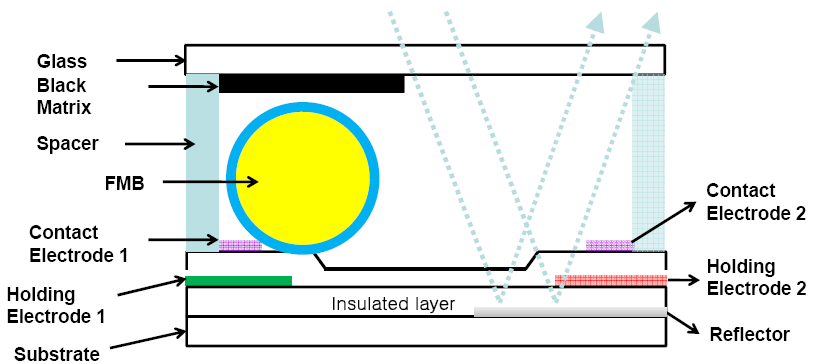 Glass
Black
Matrix
Spacer
FMB
Contact
Electrode 1
Holding
Electrode 1
Substrate
Insulated layer
Contact
Electrode 2
Holding
Electrode 2
Reflector